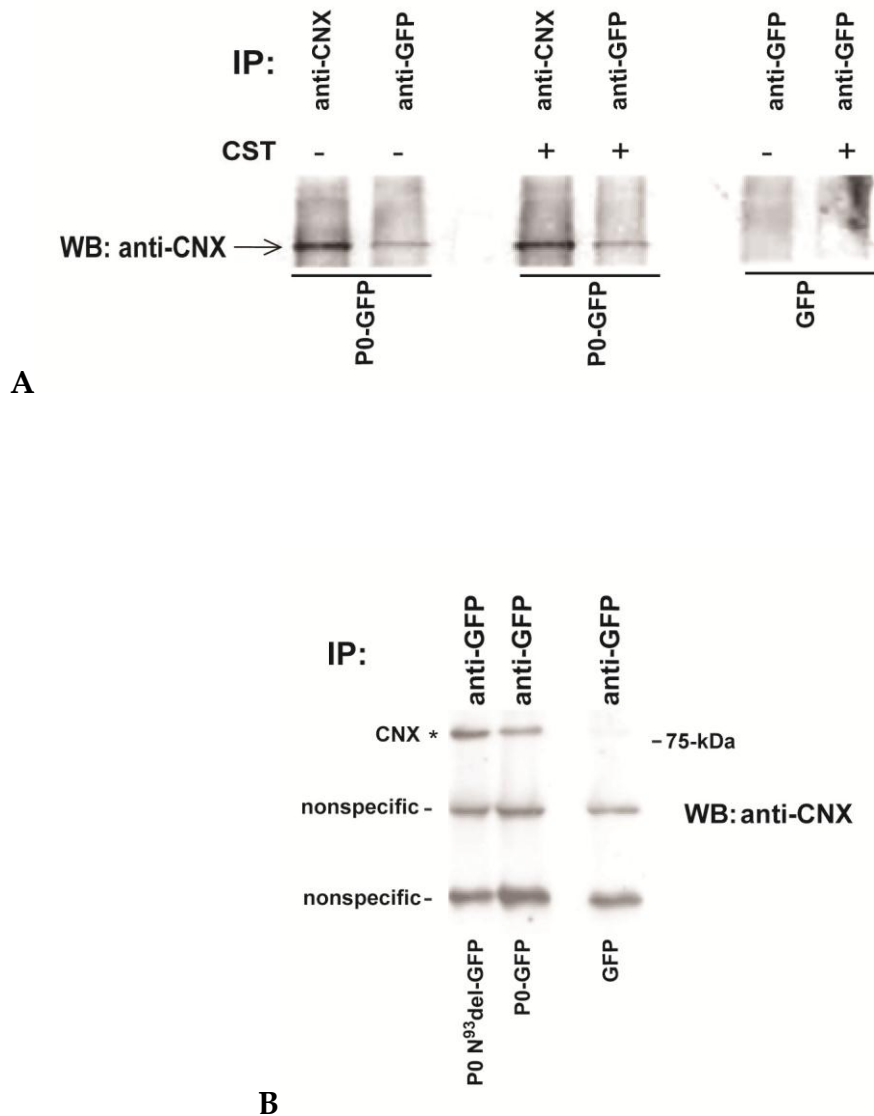 IP: anti-CNX anti-GFP anti-CNX anti-GFP anti-GFP anti-GFP
CST - - + + - +
WB: anti-CNX
P0-GFP P0-GFP GFP
A
IP: anti-GFP anti-GFP anti-GFP
CNX *
-75-kDa
nonspecific -
WB: anti-CNX
nonspecific -
P0 N⁹³del-GFP P0-GFP GFP
B